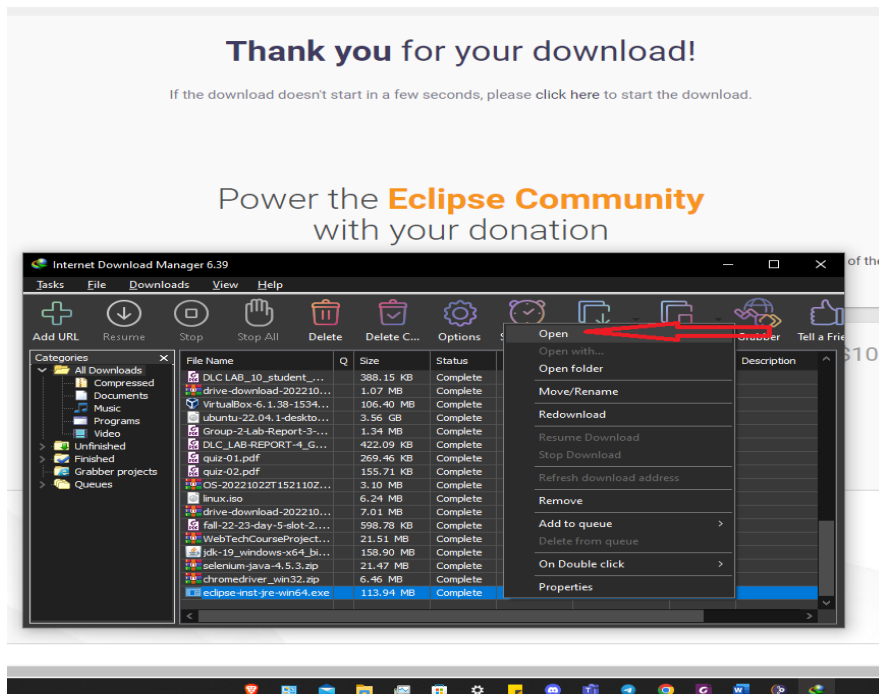 Thank you for your download!
If the download doesn't start in a few seconds, please click here to start the download.
Power the Eclipse Community
with your donation
of the
$10
Internet Download Manager 6.39
Tasks File Downloads View Help
Add URL Resume Stop Stop All Delete Delete C... Options Grabber Tell a Frie
Categories
All Downloads
Compressed
Documents
Music
Programs
Video
Unfinished
Finished
Grabber projects
Queues
File Name Q Size Status Description
DLC LAB_10_student_... 388.15 KB Complete
drive-download-202210... 1.07 MB Complete
VirtualBox-6.1.38-1534... 106.40 MB Complete
ubuntu-22.04.1-deskto... 3.56 GB Complete
Group-2-Lab-Report-3-... 1.34 MB Complete
DLC_LAB-REPORT-4_G... 422.09 KB Complete
quiz-01.pdf 269.46 KB Complete
quiz-02.pdf 155.71 KB Complete
OS-20221022T152110Z... 3.10 MB Complete
linux.iso 6.24 MB Complete
drive-download-202210... 7.01 MB Complete
fall-22-23-day-5-slot-2.... 598.78 KB Complete
WebTechCourseProject... 21.51 MB Complete
jdk-19_windows-x64_bi... 158.90 MB Complete
selenium-java-4.5.3.zip 21.47 MB Complete
chromedriver_win32.zip 6.46 MB Complete
eclipse-inst-jre-win64.exe 113.94 MB Complete
Open
Open with...
Open folder
Move/Rename
Redownload
Resume Download
Stop Download
Refresh download address
Remove
Add to queue
Delete from queue
On Double click
Properties